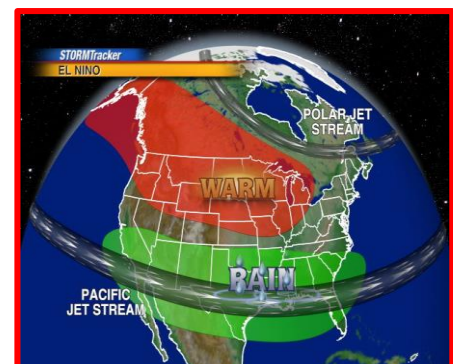 STORMTracker
EL NINO
POLAR JET
STREAM
WARM
RAIN
PACIFIC
JET STREAM